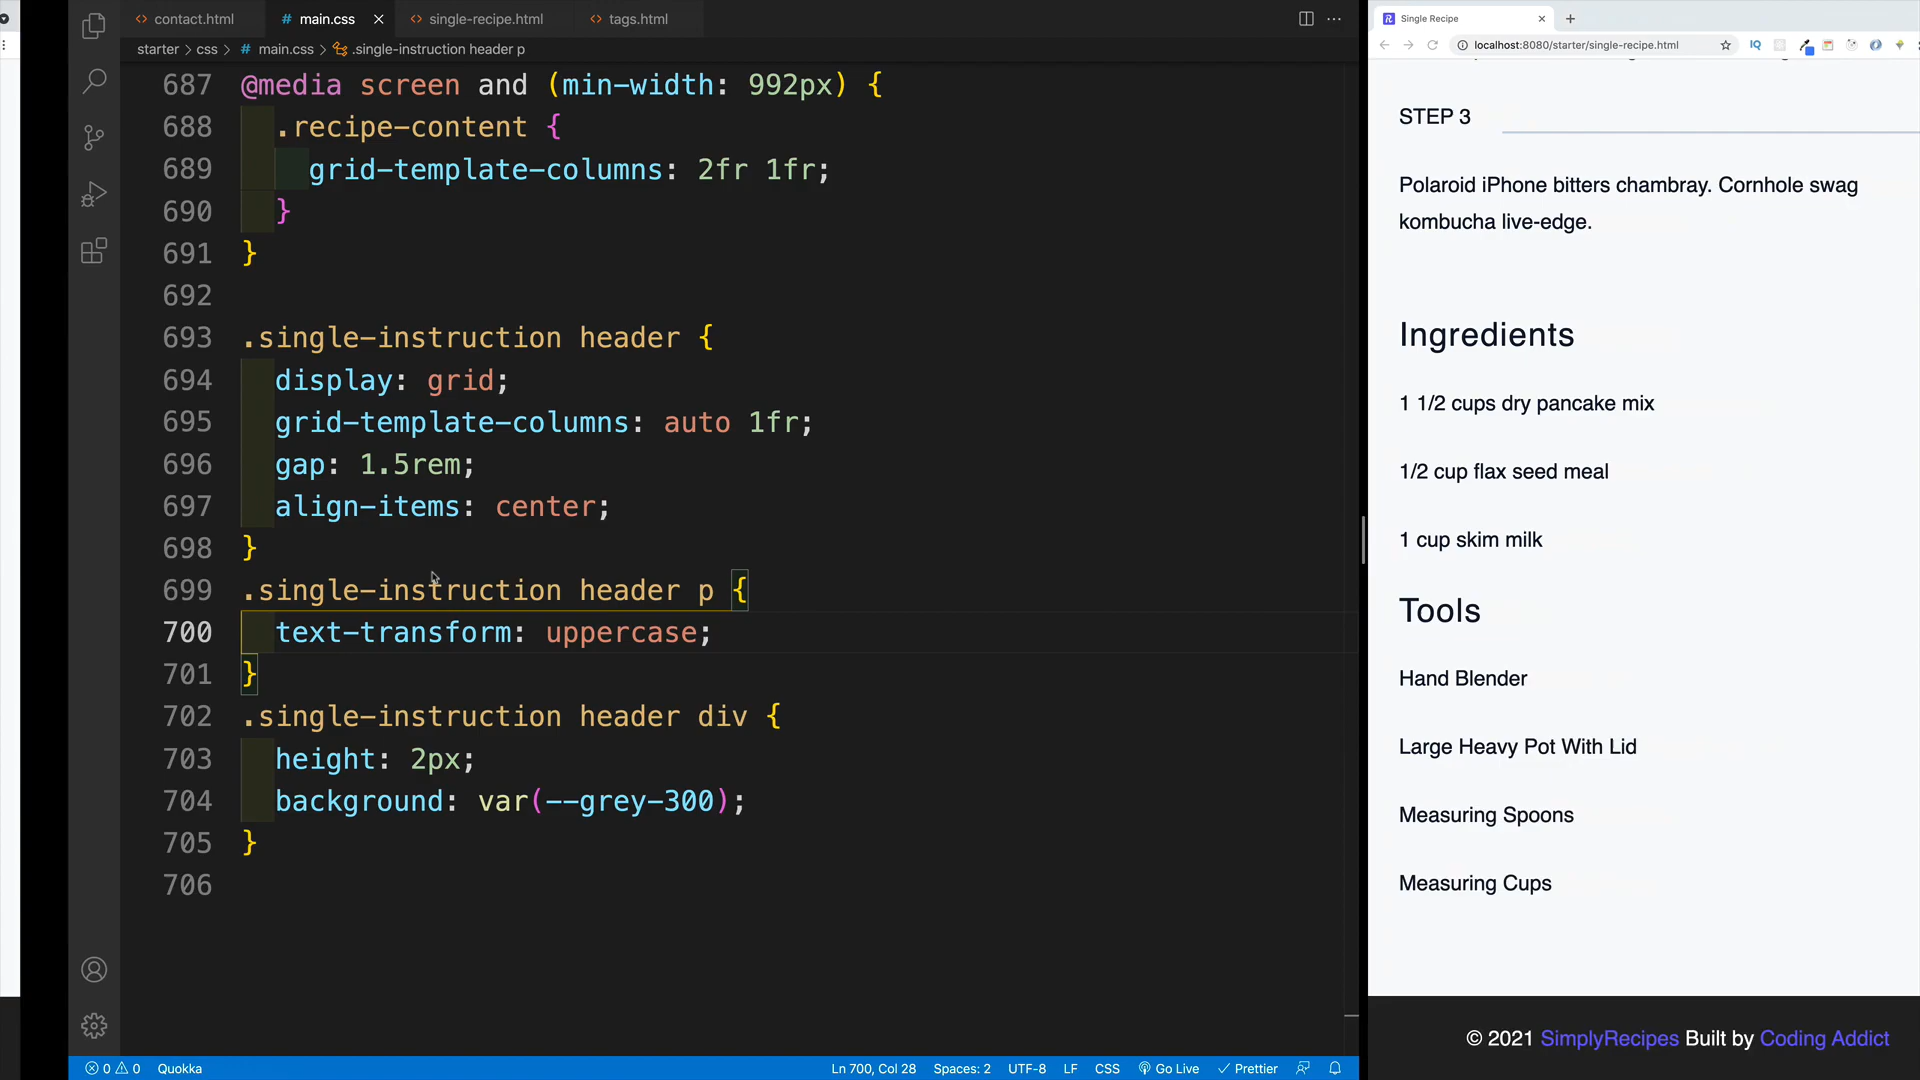 contact.html
main.css
single-recipe.html
tags.html
starter > css > # main.css > .single-instruction header p
687 @media screen and (min-width: 992px) {
688 .recipe-content {
689 grid-template-columns: 2fr 1fr;
690 }
691 }
692
693 .single-instruction header {
694 display: grid;
695 grid-template-columns: auto 1fr;
696 gap: 1.5rem;
697 align-items: center;
698 }
699 .single-instruction header p {
700 text-transform: uppercase;
701 }
702 .single-instruction header div {
703 height: 2px;
704 background: var(--grey-300);
705 }
706
0 0 Quokka
Ln 700, Col 28 Spaces: 2 UTF-8 LF CSS Go Live Prettier
Single Recipe
localhost:8080/starter/single-recipe.html
IQ
STEP 3
Polaroid iPhone bitters chambray. Cornhole swag
kombucha live-edge.
Ingredients
1 1/2 cups dry pancake mix
1/2 cup flax seed meal
1 cup skim milk
Tools
Hand Blender
Large Heavy Pot With Lid
Measuring Spoons
Measuring Cups
© 2021 SimplyRecipes Built by Coding Addict